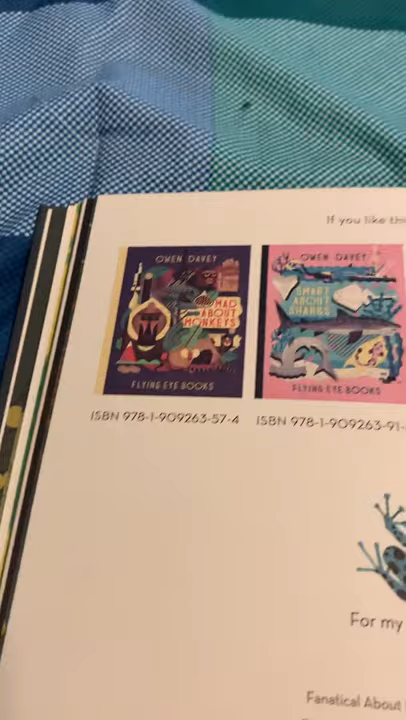 If you like
OWEN DAVEY
MAD
ABOUT
MONKEYS
FLYING EYE BOOKS
OWEN DAVEY
SMART
ABOUT
SHARKS
FLYING EYE BOOKS
ISBN 978-1-909263-57-4
ISBN 978-1-909263-91-
For my
Fanatical About